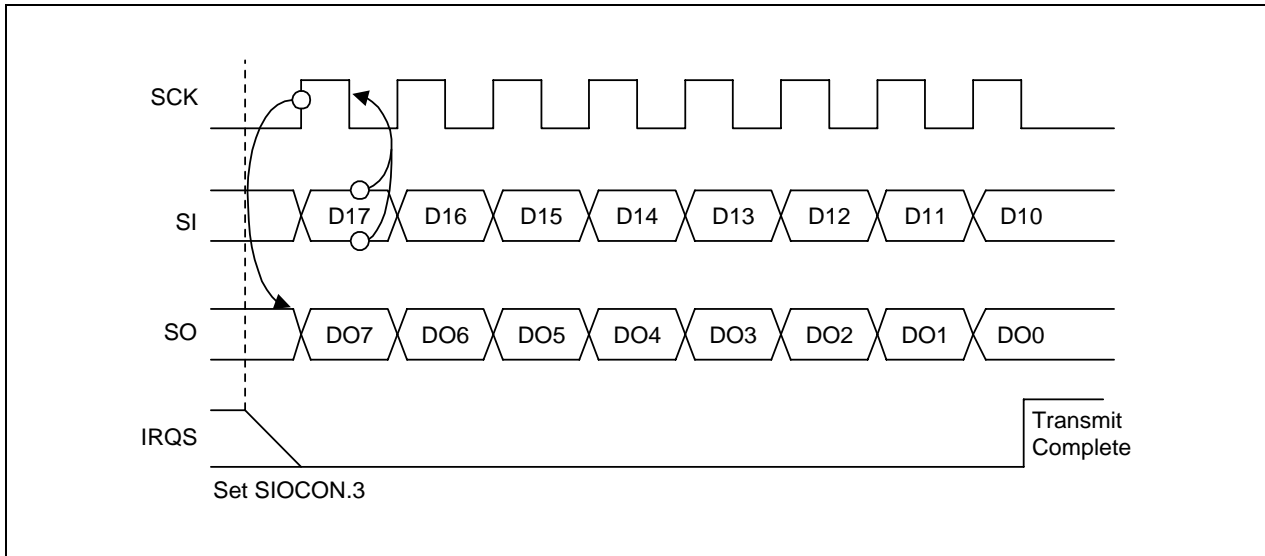 SCK
SI
D17 D16 D15 D14 D13 D12 D11 D10
SO
DO7 DO6 DO5 DO4 DO3 DO2 DO1 DO0
IRQS
Transmit
Complete
Set SIOCON.3